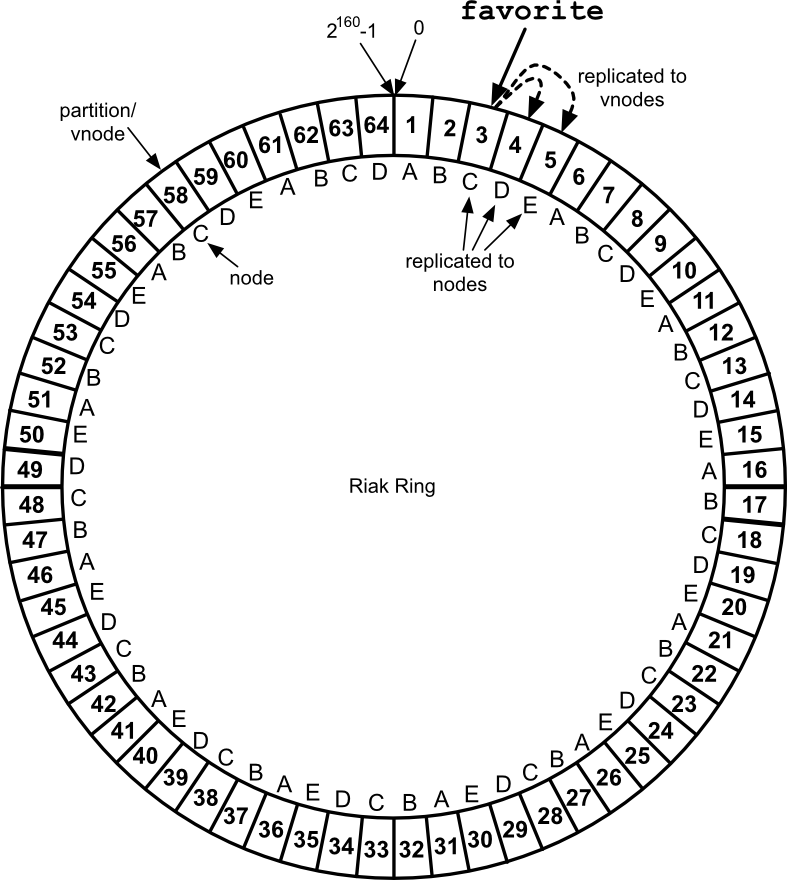 favorite
2^160-1
0
replicated to
vnodes
partition/
vnode
1
2
3
4
5
6
7
8
9
10
11
12
13
14
15
16
17
18
19
20
21
22
23
24
25
26
27
28
29
30
31
32
33
34
35
36
37
38
39
40
41
42
43
44
45
46
47
48
49
50
51
52
53
54
55
56
57
58
59
60
61
62
63
64
A
B
C
D
E
A
B
C
D
E
A
B
C
D
E
A
B
C
D
E
A
B
C
D
E
A
B
C
D
E
A
B
C
D
E
A
B
C
D
E
A
B
C
D
E
A
B
C
D
E
A
B
C
D
E
A
B
C
D
E
A
B
C
D
replicated to
nodes
node
Riak Ring